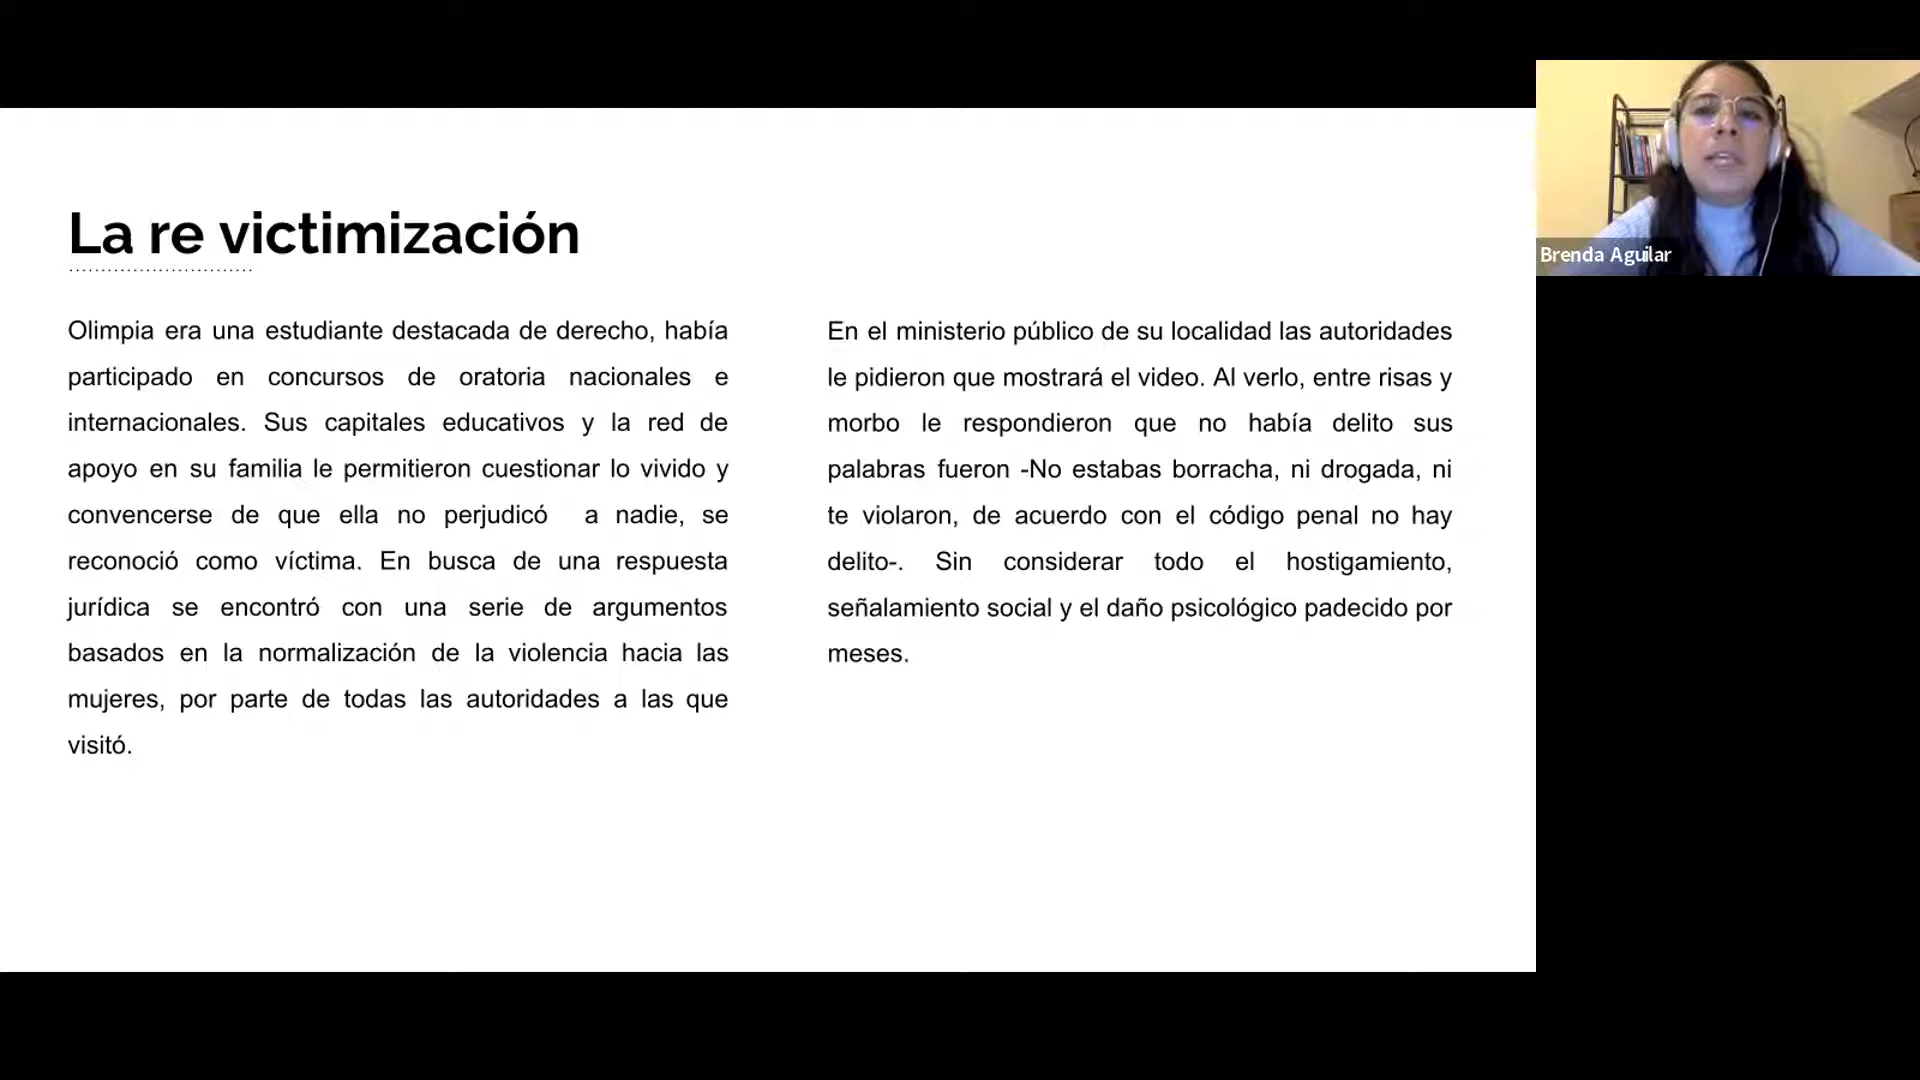 La re victimización
Olimpia era una estudiante destacada de derecho, había
participado en concursos de oratoria nacionales e
internacionales. Sus capitales educativos y la red de
apoyo en su familia le permitieron cuestionar lo vivido y
convencerse de que ella no perjudicó a nadie, se
reconoció como víctima. En busca de una respuesta
jurídica se encontró con una serie de argumentos
basados en la normalización de la violencia hacia las
mujeres, por parte de todas las autoridades a las que
visitó.
En el ministerio público de su localidad las autoridades
le pidieron que mostrará el video. Al verlo, entre risas y
morbo le respondieron que no había delito sus
palabras fueron -No estabas borracha, ni drogada, ni
te violaron, de acuerdo con el código penal no hay
delito-. Sin considerar todo el hostigamiento,
señalamiento social y el daño psicológico padecido por
meses.
Brenda Aguilar